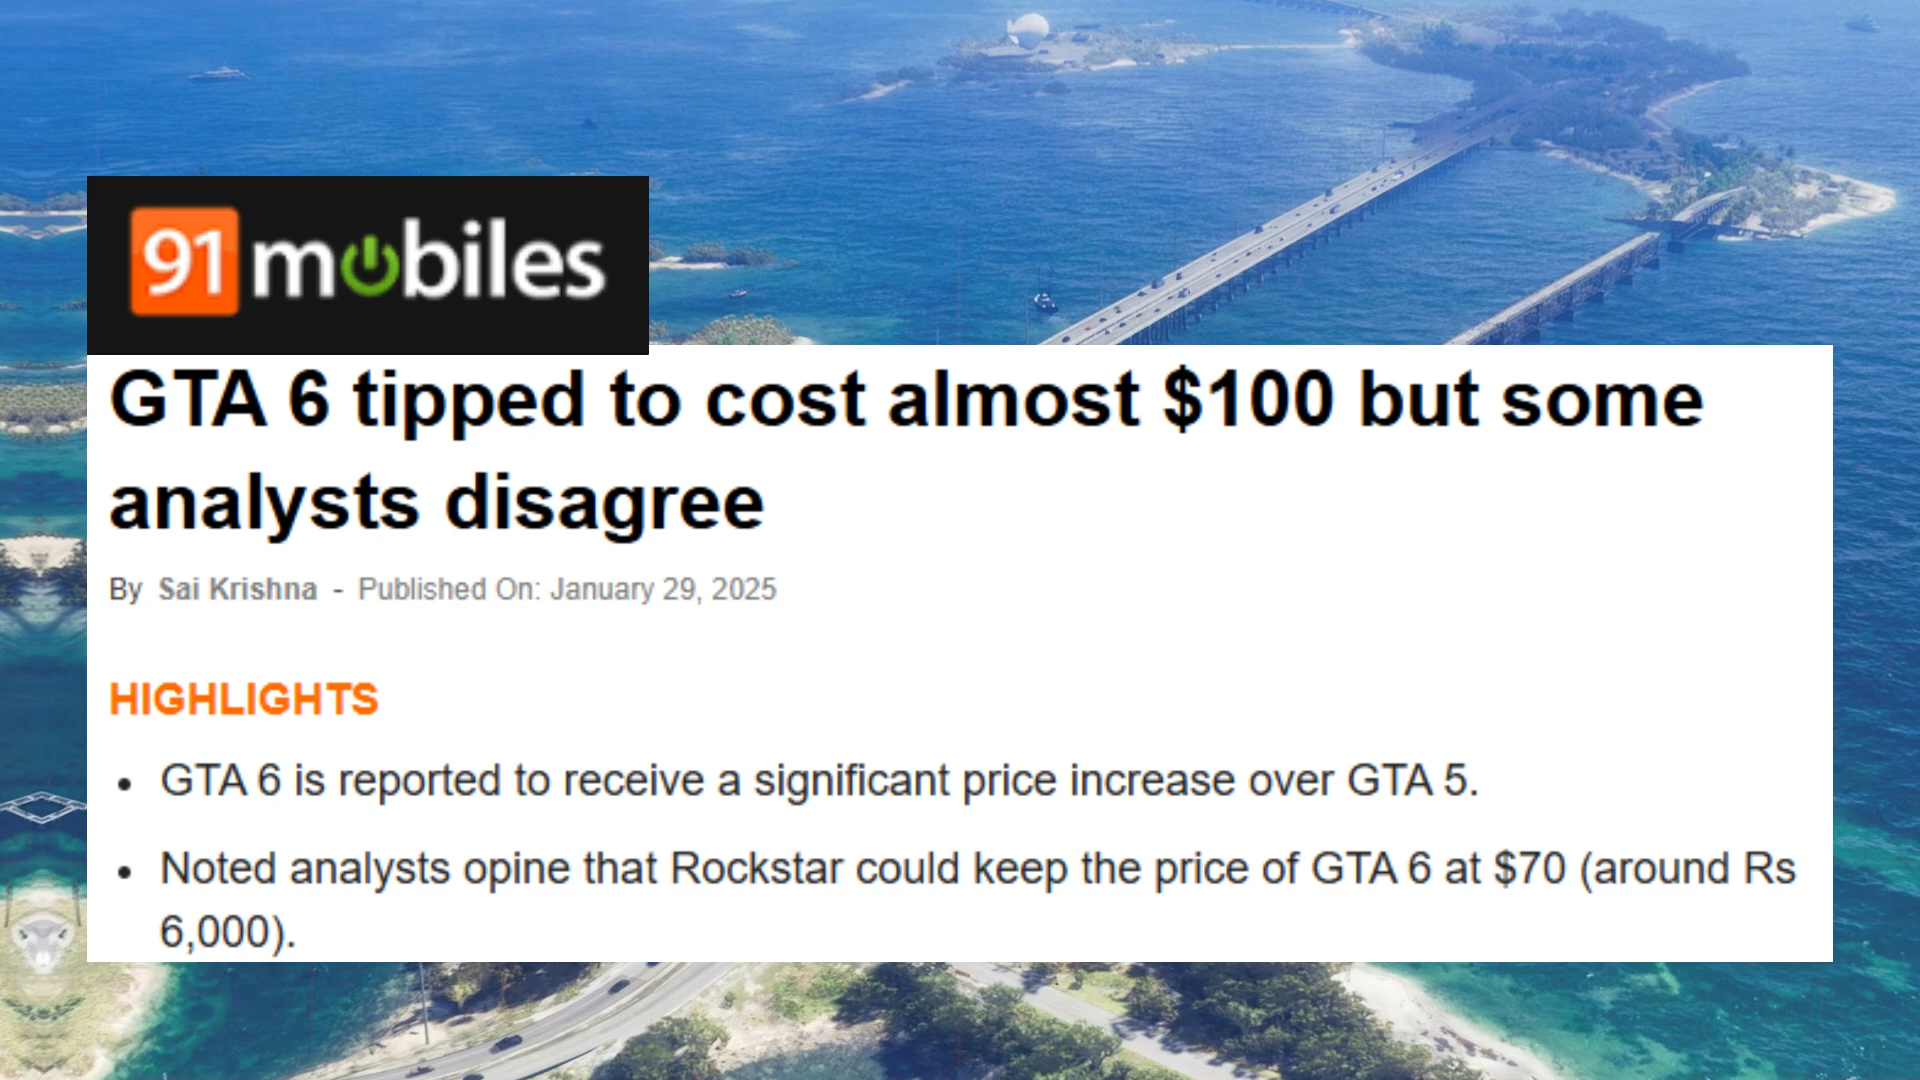 91mobiles
GTA 6 tipped to cost almost $100 but some
analysts disagree
By Sai Krishna - Published On: January 29, 2025
HIGHLIGHTS
• GTA 6 is reported to receive a significant price increase over GTA 5.
• Noted analysts opine that Rockstar could keep the price of GTA 6 at $70 (around Rs
6,000).